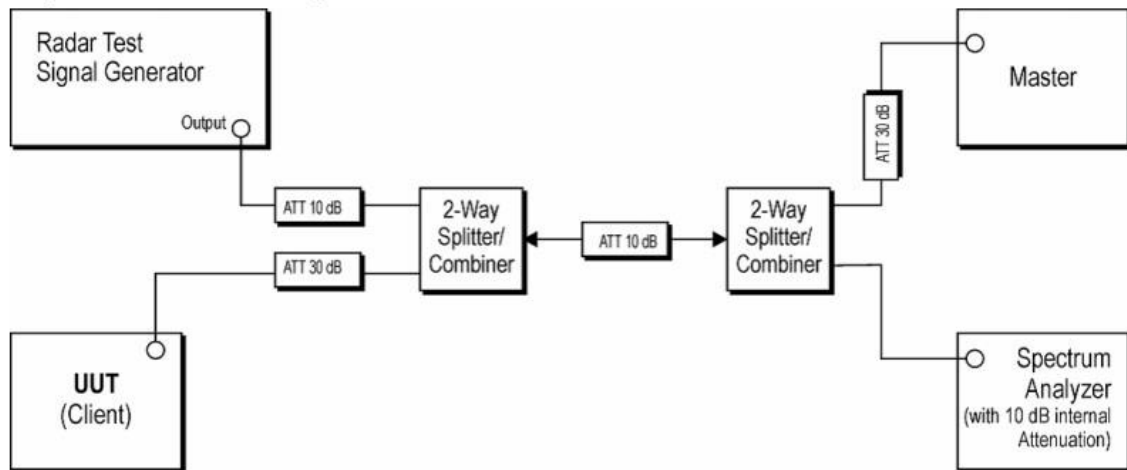 Radar Test
Signal Generator
Output
ATT 10 dB
ATT 30 dB
UUT
(Client)
2-Way
Splitter/
Combiner
ATT 10 dB
2-Way
Splitter/
Combiner
ATT 30 dB
Master
Spectrum
Analyzer
(with 10 dB internal
Attenuation)